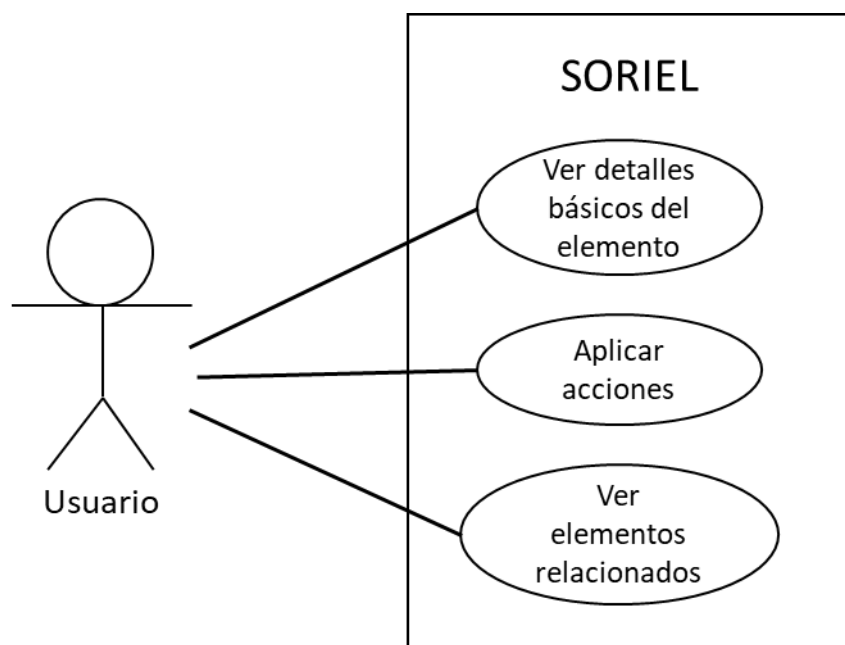 SORIEL
Ver detalles
básicos del
elemento
Aplicar
acciones
Usuario
Ver
elementos
relacionados